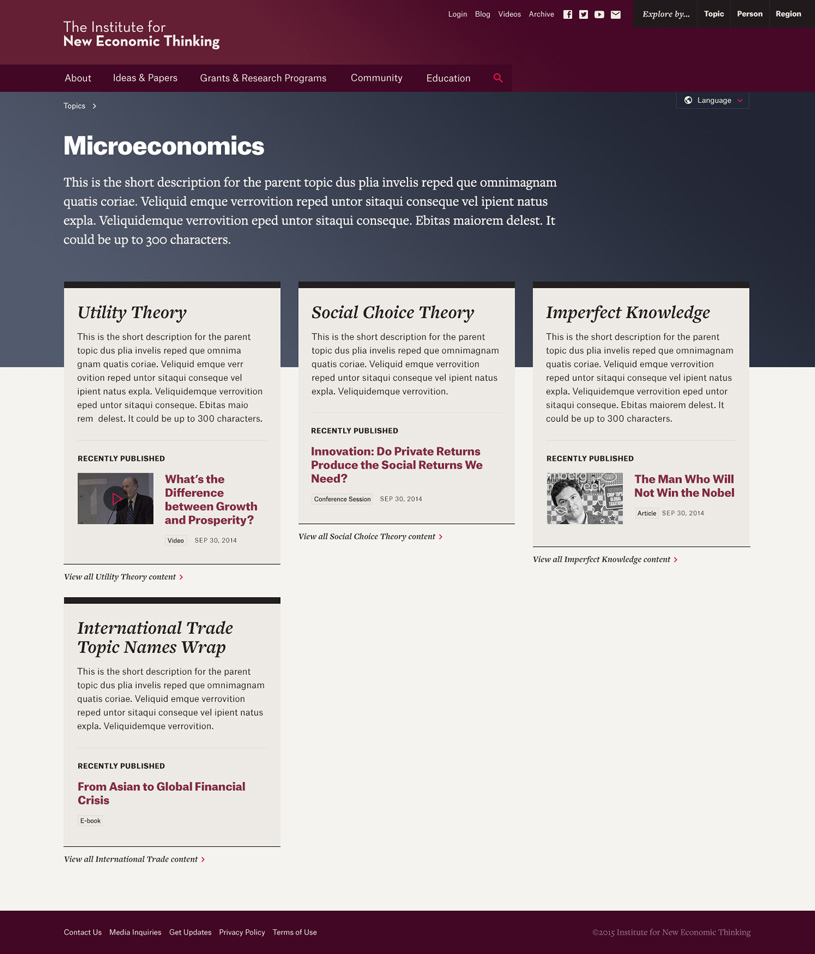 The Institute for
New Economic Thinking
Login Blog Videos Archive
Explore by... Topic Person Region
About Ideas & Papers Grants & Research Programs Community Education
Topics
Language
Microeconomics
This is the short description for the parent topic dus plia invelis reped que omnimagnam
quatis coriae. Veliquid emque verrovition reped untor sitaqui conseque vel ipient natus
expla. Veliquidemque verrovition eped untor sitaqui conseque. Ebitas maiorem delest. It
could be up to 300 characters.
Utility Theory
This is the short description for the parent
topic dus plia invelis reped que omnima
gnam quatis coriae. Veliquid emque verr
ovition reped untor sitaqui conseque vel
ipient natus expla. Veliquidemque verrovition
eped untor sitaqui conseque. Ebitas maio
rem delest. It could be up to 300 characters.
RECENTLY PUBLISHED
What's the
Difference
between Growth
and Prosperity?
Video SEP 30, 2014
View all Utility Theory content
Social Choice Theory
This is the short description for the parent
topic dus plia invelis reped que omnimagnam
quatis coriae. Veliquid emque verrovition
reped untor sitaqui conseque vel ipient natus
expla. Veliquidemque verrovition.
RECENTLY PUBLISHED
Innovation: Do Private Returns
Produce the Social Returns We
Need?
Conference Session SEP 30, 2014
View all Social Choice Theory content
Imperfect Knowledge
This is the short description for the parent
topic dus plia invelis reped que omnimagnam
quatis coriae. Veliquid emque verrovition
reped untor sitaqui conseque vel ipient natus
expla. Veliquidemque verrovition eped untor
sitaqui conseque. Ebitas maiorem delest. It
could be up to 300 characters.
RECENTLY PUBLISHED
The Man Who Will
Not Win the Nobel
Article SEP 30, 2014
View all Imperfect Knowledge content
International Trade
Topic Names Wrap
This is the short description for the parent
topic dus plia invelis reped que omnimagnam
quatis coriae. Veliquid emque verrovition
reped untor sitaqui conseque vel ipient natus
expla. Veliquidemque verrovition.
RECENTLY PUBLISHED
From Asian to Global Financial
Crisis
E-book
View all International Trade content
Contact Us Media Inquiries Get Updates Privacy Policy Terms of Use
©2015 Institute for New Economic Thinking